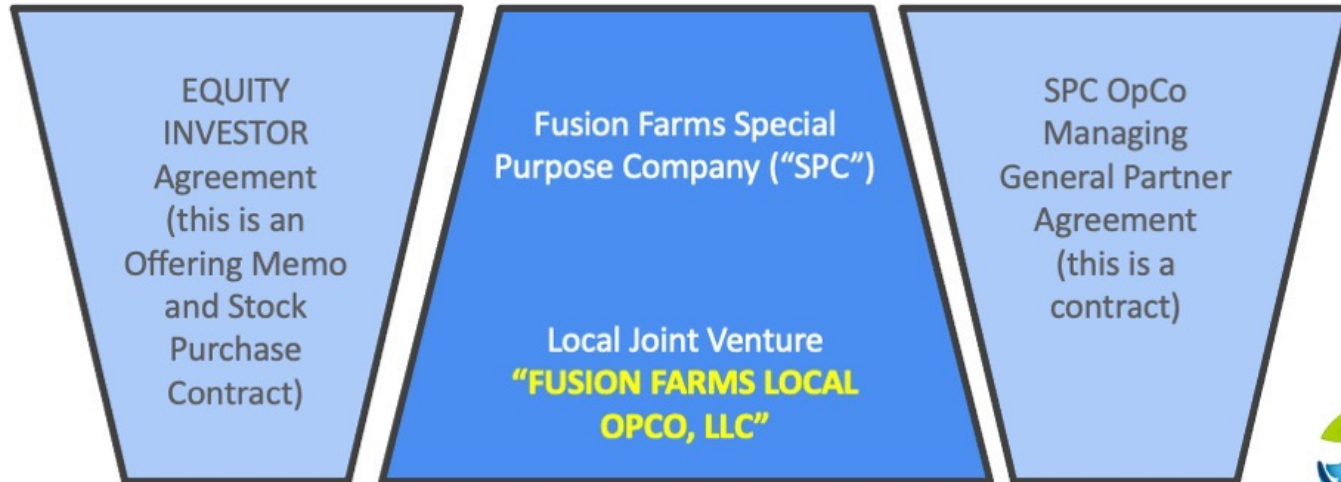 EQUITY
INVESTOR
Agreement
(this is an
Offering Memo
and Stock
Purchase
Contract)
Fusion Farms Special
Purpose Company (“SPC”)
Local Joint Venture
“FUSION FARMS LOCAL
OPCO, LLC”
SPC OpCo
Managing
General Partner
Agreement
(this is a
contract)